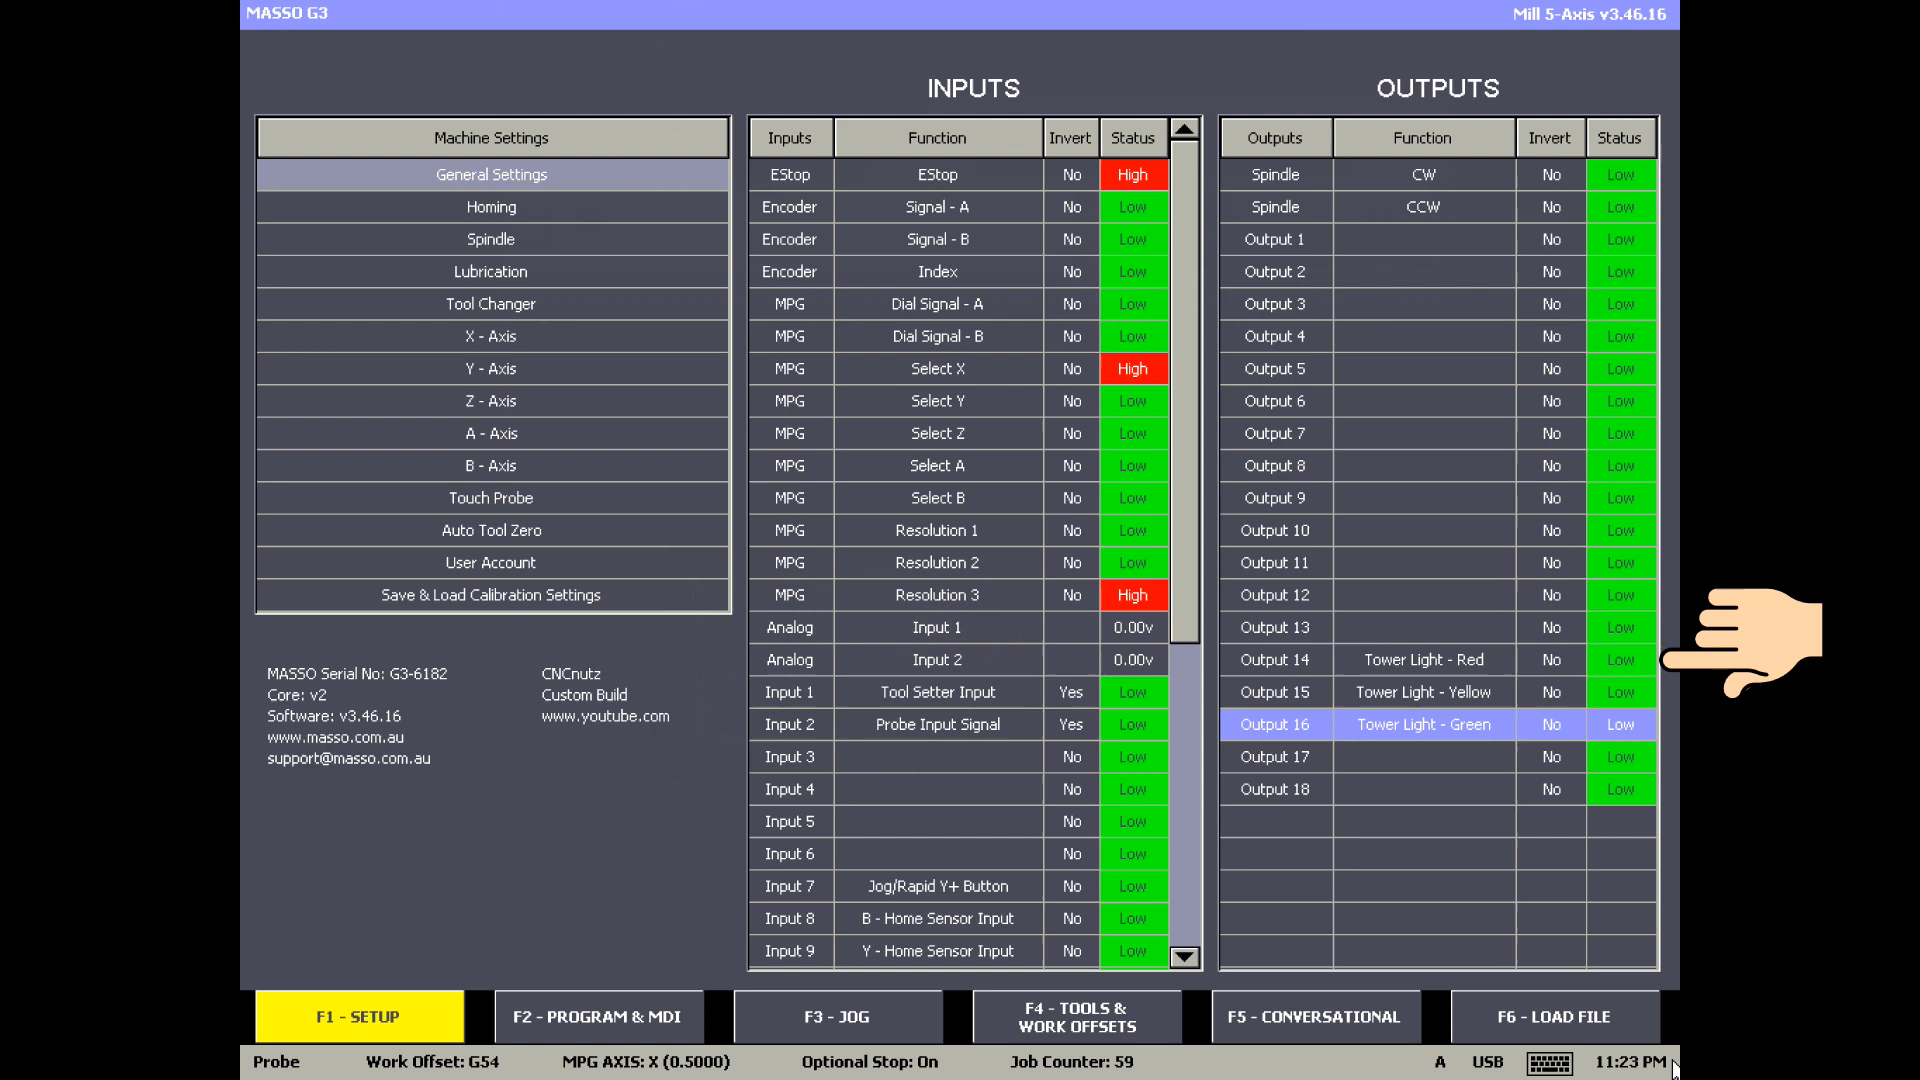 MASSO G3
Mill 5-Axis v3.46.16
INPUTS
OUTPUTS
Machine Settings
General Settings
Homing
Spindle
Lubrication
Tool Changer
X - Axis
Y - Axis
Z - Axis
A - Axis
B - Axis
Touch Probe
Auto Tool Zero
User Account
Save & Load Calibration Settings
MASSO Serial No: G3-6182
Core: v2
Software: v3.46.16
www.masso.com.au
support@masso.com.au
CNCnutz
Custom Build
www.youtube.com
Inputs Function Invert Status
EStop EStop No High
Encoder Signal - A No Low
Encoder Signal - B No Low
Encoder Index No Low
MPG Dial Signal - A No Low
MPG Dial Signal - B No Low
MPG Select X No High
MPG Select Y No Low
MPG Select Z No Low
MPG Select A No Low
MPG Select B No Low
MPG Resolution 1 No Low
MPG Resolution 2 No Low
MPG Resolution 3 No High
Analog Input 1 0.00v
Analog Input 2 0.00v
Input 1 Tool Setter Input Yes Low
Input 2 Probe Input Signal Yes Low
Input 3 No Low
Input 4 No Low
Input 5 No Low
Input 6 No Low
Input 7 Jog/Rapid Y+ Button No Low
Input 8 B - Home Sensor Input No Low
Input 9 Y - Home Sensor Input No Low
Outputs Function Invert Status
Spindle CW No Low
Spindle CCW No Low
Output 1 No Low
Output 2 No Low
Output 3 No Low
Output 4 No Low
Output 5 No Low
Output 6 No Low
Output 7 No Low
Output 8 No Low
Output 9 No Low
Output 10 No Low
Output 11 No Low
Output 12 No Low
Output 13 No Low
Output 14 Tower Light - Red No Low
Output 15 Tower Light - Yellow No Low
Output 16 Tower Light - Green No Low
Output 17 No Low
Output 18 No Low
F1 - SETUP
F2 - PROGRAM & MDI
F3 - JOG
F4 - TOOLS &
WORK OFFSETS
F5 - CONVERSATIONAL
F6 - LOAD FILE
Probe Work Offset: G54 MPG AXIS: X (0.5000) Optional Stop: On Job Counter: 59 A USB 11:23 PM